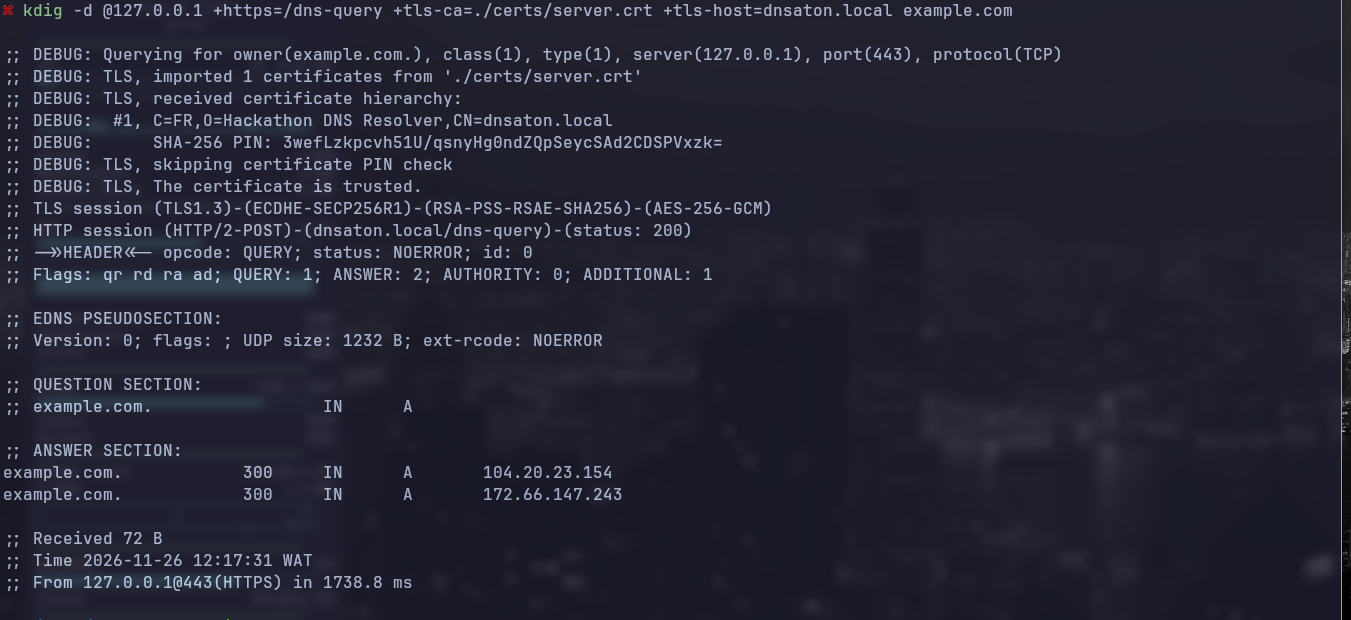 ⌘ kdig -d @127.0.0.1 +https=/dns-query +tls-ca=./certs/server.crt +tls-host=dnsaton.local example.com
;; DEBUG: Querying for owner(example.com.), class(1), type(1), server(127.0.0.1), port(443), protocol(TCP)
;; DEBUG: TLS, imported 1 certificates from './certs/server.crt'
;; DEBUG: TLS, received certificate hierarchy:
;; DEBUG:  #1, C=FR,O=Hackathon DNS Resolver,CN=dnsaton.local
;; DEBUG:      SHA-256 PIN: 3wefLzkpcvh51U/qsnyHg0ndZQpSeycSAd2CDSPVxzk=
;; DEBUG: TLS, skipping certificate PIN check
;; DEBUG: TLS, The certificate is trusted.
;; TLS session (TLS1.3)-(ECDHE-SECP256R1)-(RSA-PSS-RSAE-SHA256)-(AES-256-GCM)
;; HTTP session (HTTP/2-POST)-(dnsaton.local/dns-query)-(status: 200)
;; ->>HEADER<<- opcode: QUERY; status: NOERROR; id: 0
;; Flags: qr rd ra ad; QUERY: 1; ANSWER: 2; AUTHORITY: 0; ADDITIONAL: 1
;; EDNS PSEUDOSECTION:
;; Version: 0; flags: ; UDP size: 1232 B; ext-rcode: NOERROR
;; QUESTION SECTION:
;; example.com.                 IN      A
;; ANSWER SECTION:
example.com.            300     IN      A       104.20.23.154
example.com.            300     IN      A       172.66.147.243
;; Received 72 B
;; Time 2026-11-26 12:17:31 WAT
;; From 127.0.0.1@443(HTTPS) in 1738.8 ms